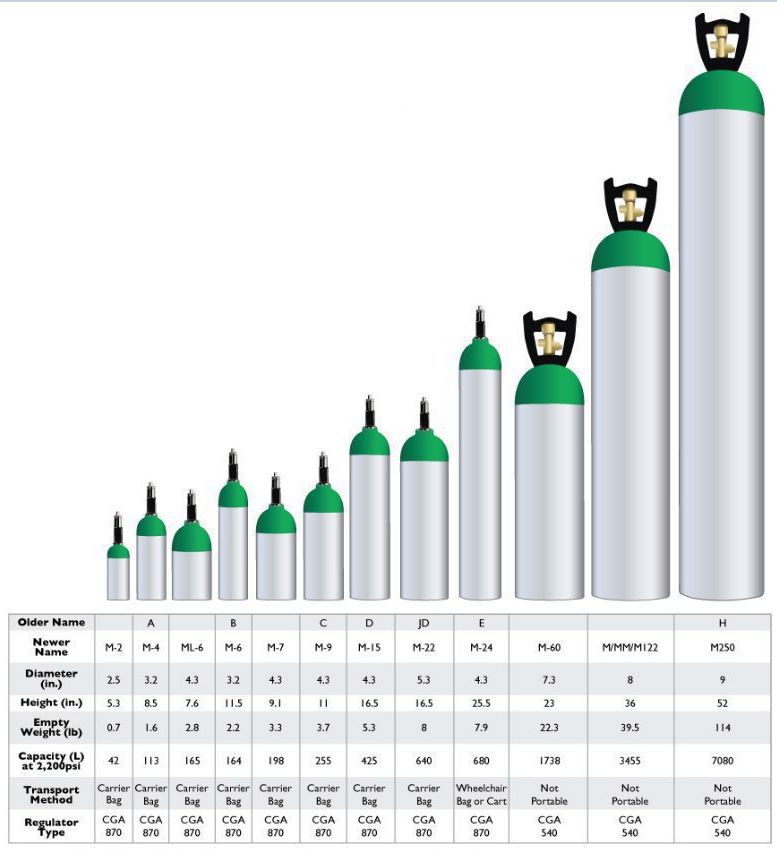 Older Name A B C D JD E H
Newer Name M-2 M-4 ML-6 M-6 M-7 M-9 M-15 M-22 M-24 M-60 M/MM/M122 M250
Diameter (in.) 2.5 3.2 4.3 3.2 4.3 4.3 4.3 5.3 4.3 7.3 8 9
Height (in.) 5.3 8.5 7.6 11.5 9.1 11 16.5 16.5 25.5 23 36 52
Empty Weight (lb) 0.7 1.6 2.8 2.2 3.3 3.7 5.3 8 7.9 22.3 39.5 114
Capacity (L) at 2,200psi 42 113 165 164 198 255 425 640 680 1738 3455 7080
Transport Method Carrier Bag Carrier Bag Carrier Bag Carrier Bag Carrier Bag Carrier Bag Carrier Bag Carrier Bag Wheelchair Bag or Cart Not Portable Not Portable Not Portable
Regulator Type CGA 870 CGA 870 CGA 870 CGA 870 CGA 870 CGA 870 CGA 870 CGA 870 CGA 870 CGA 540 CGA 540 CGA 540